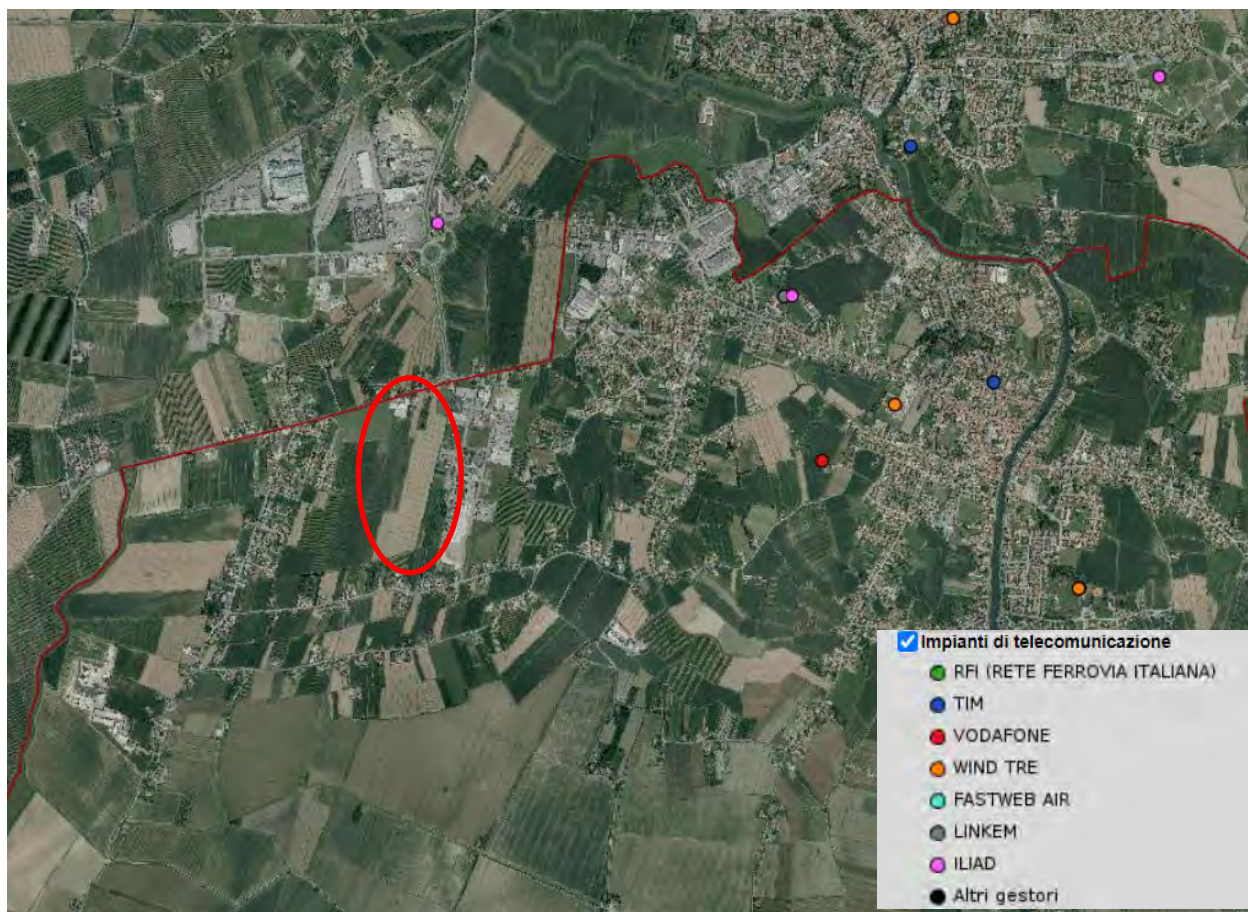 Impianti di telecomunicazione
RFI (RETE FERROVIA ITALIANA)
TIM
VODAFONE
WIND TRE
FASTWEB AIR
LINKEM
ILIAD
Altri gestori